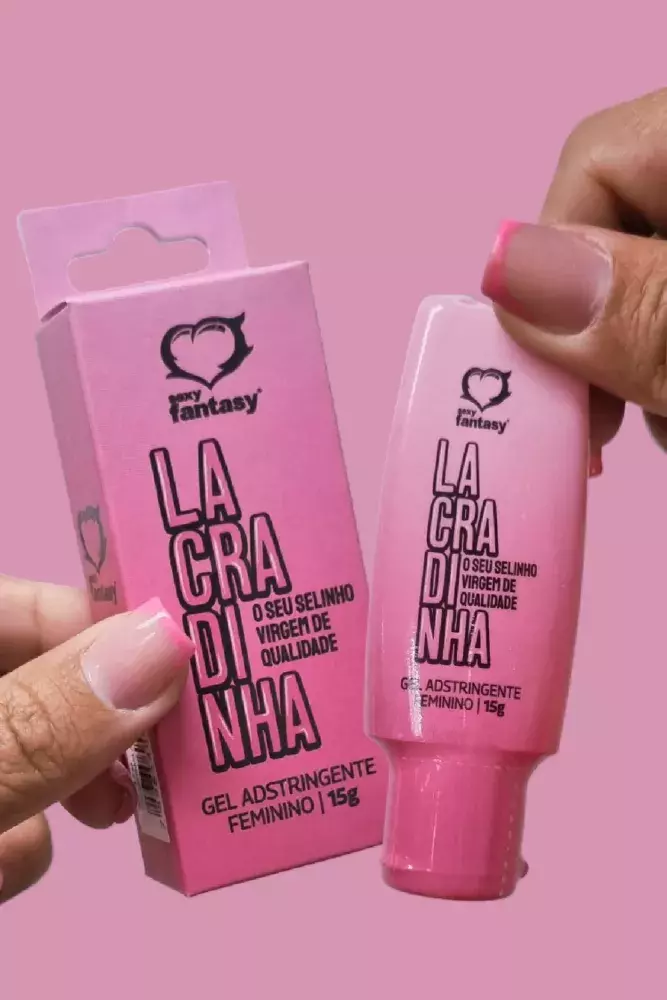 sexy
fantasy
LA
CRA
DI
NHA
O SEU SELINHO
VIRGEM DE
QUALIDADE
GEL ADSTRINGENTE
FEMININO | 15g
sexy
fantasy
LA
CRA
DI
NHA
O SEU SELINHO
VIRGEM DE
QUALIDADE
GEL ADSTRINGENTE
FEMININO | 15g